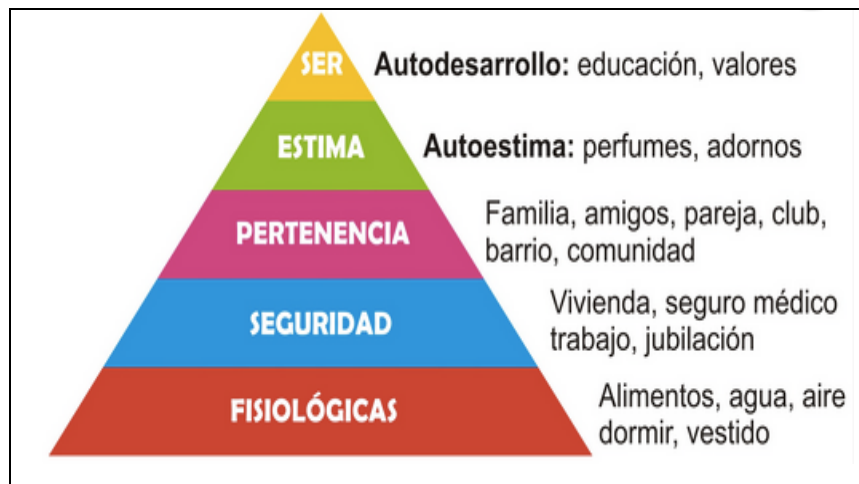 SER
Autodesarrollo: educación, valores
ESTIMA
Autoestima: perfumes, adornos
PERTENENCIA
Familia, amigos, pareja, club,
barrio, comunidad
SEGURIDAD
Vivienda, seguro médico
trabajo, jubilación
FISIOLÓGICAS
Alimentos, agua, aire
dormir, vestido